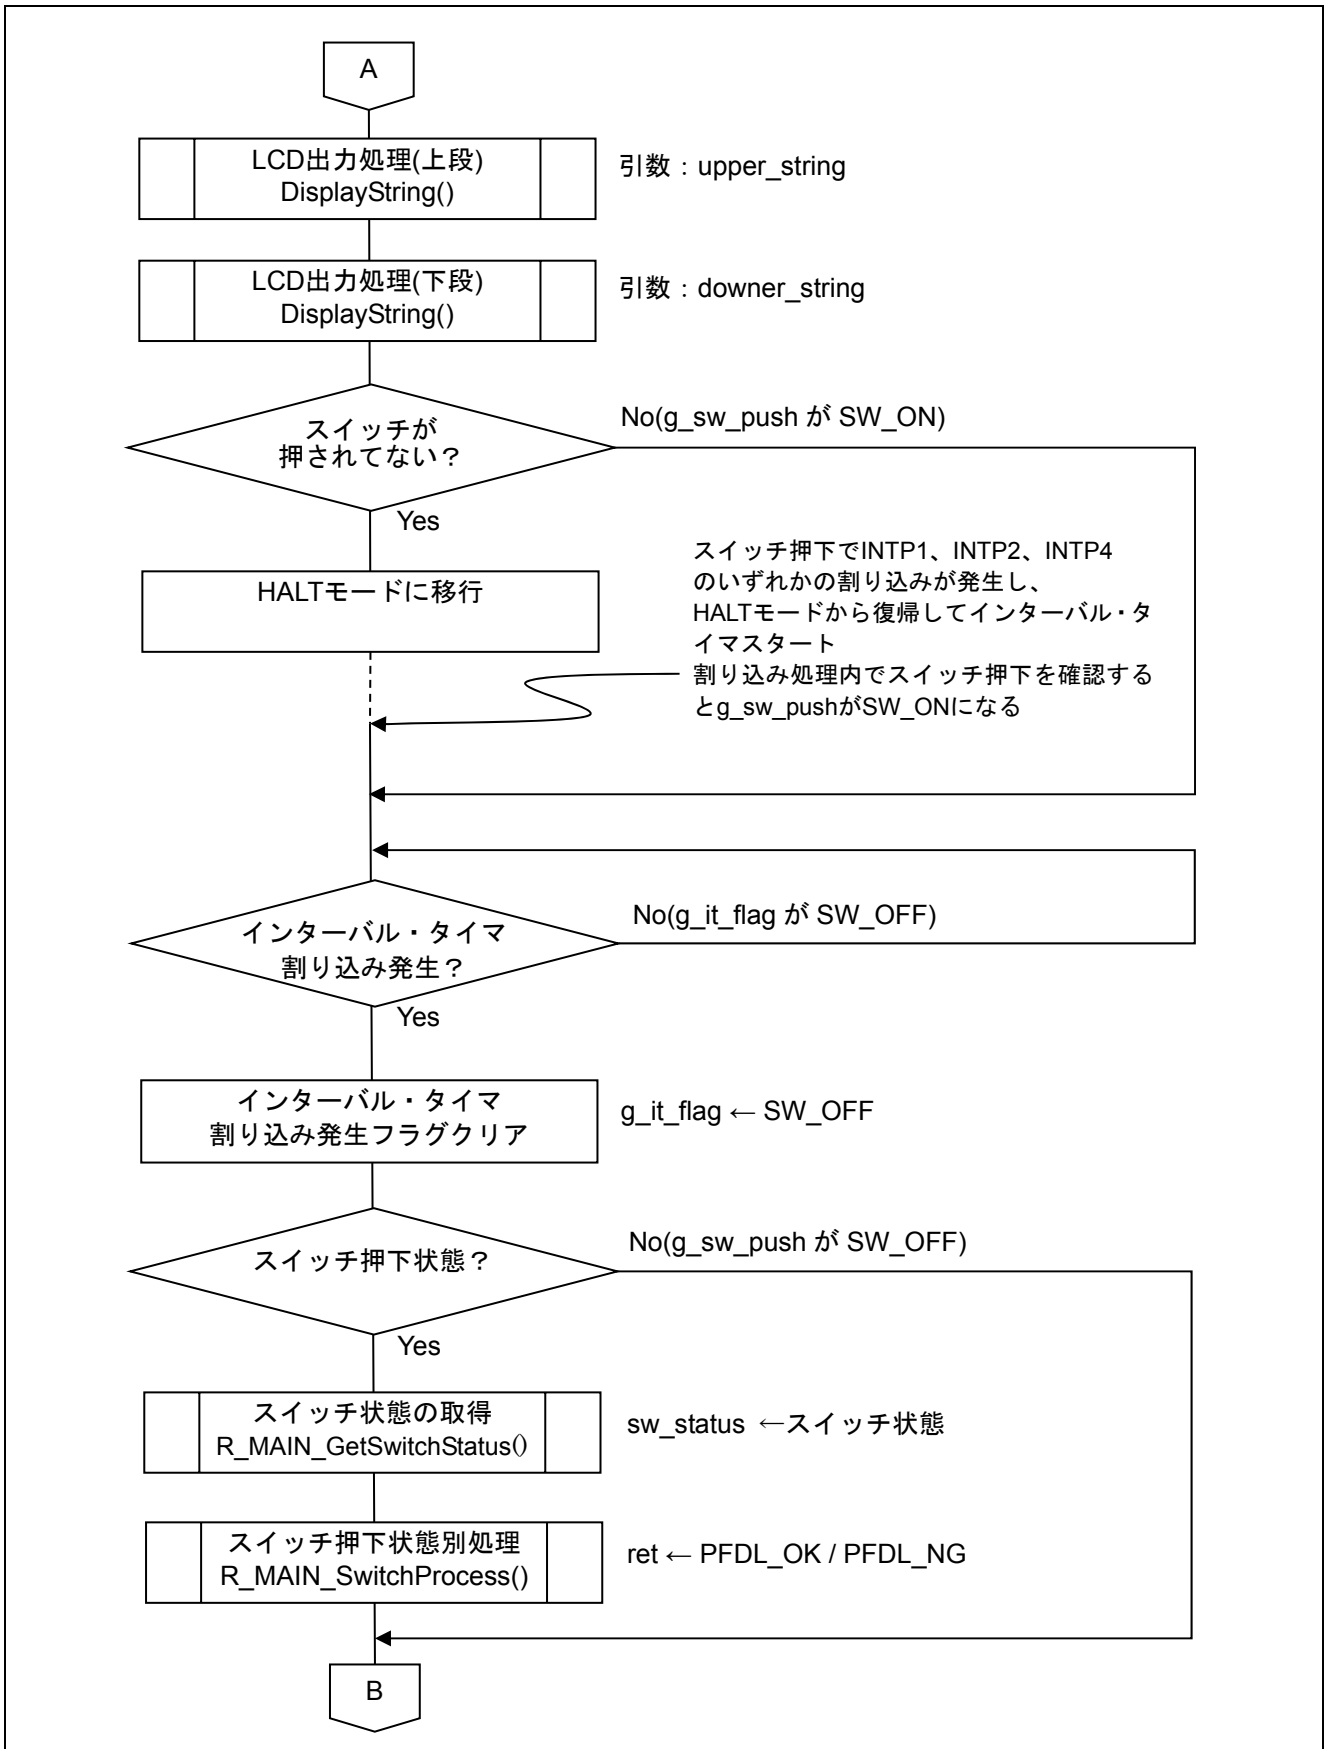 A
LCD出力処理(上段)
DisplayString()
引数：upper_string
LCD出力処理(下段)
DisplayString()
引数：downer_string
スイッチが
押されてない？
No(g_sw_push が SW_ON)
Yes
HALTモードに移行
スイッチ押下でINTP1、INTP2、INTP4
のいずれかの割り込みが発生し、
HALTモードから復帰してインターバル・タ
イマスタート
割り込み処理内でスイッチ押下を確認する
とg_sw_pushがSW_ONになる
インターバル・タイマ
割り込み発生？
No(g_it_flag が SW_OFF)
Yes
インターバル・タイマ
割り込み発生フラグクリア
g_it_flag ← SW_OFF
スイッチ押下状態？
No(g_sw_push が SW_OFF)
Yes
スイッチ状態の取得
R_MAIN_GetSwitchStatus()
sw_status ←スイッチ状態
スイッチ押下状態別処理
R_MAIN_SwitchProcess()
ret ← PFDL_OK / PFDL_NG
B